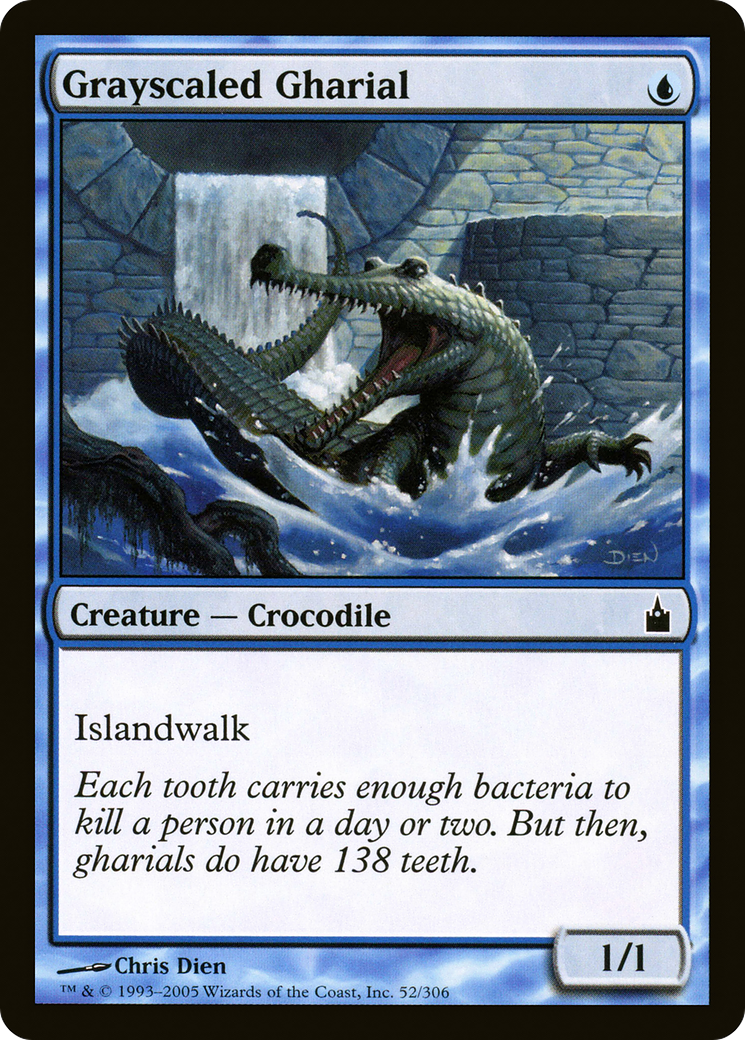 Grayscaled Gharial
DIEN
Creature — Crocodile
Islandwalk
Each tooth carries enough bacteria to
kill a person in a day or two. But then,
gharials do have 138 teeth.
1/1
Chris Dien
™ & © 1993–2005 Wizards of the Coast, Inc. 52/306